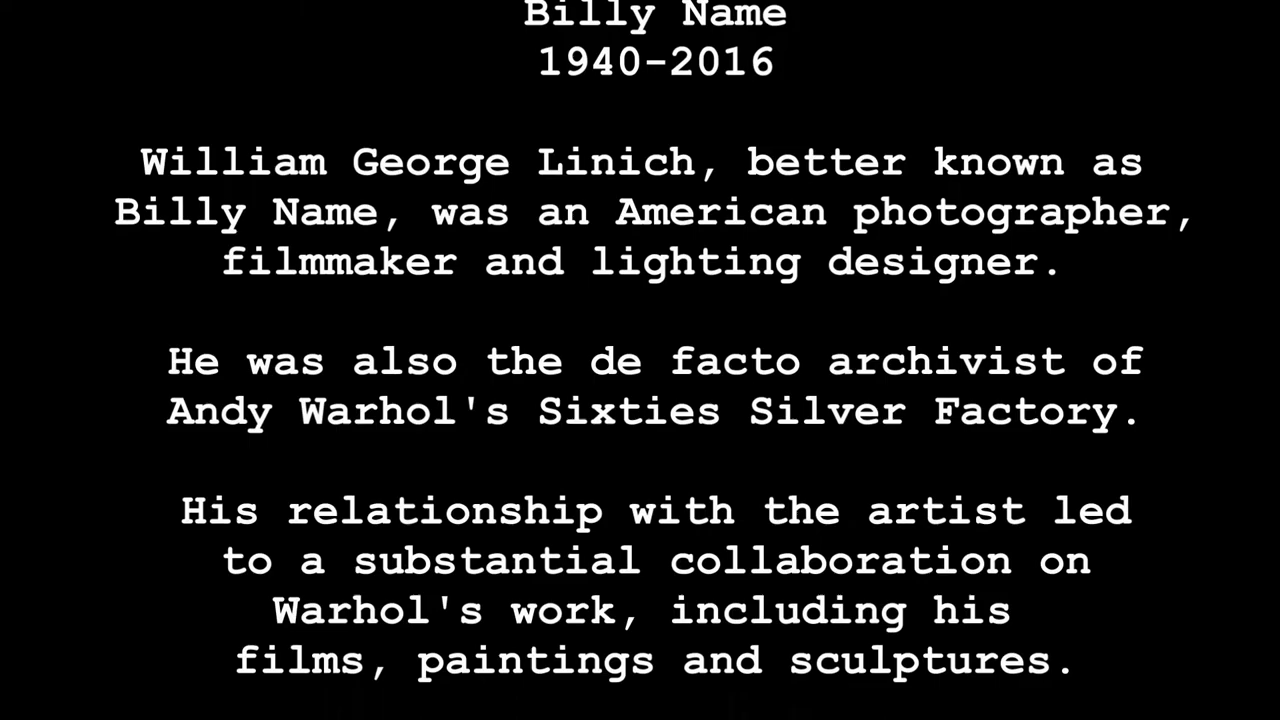 Billy Name
1940-2016
William George Linich, better known as
Billy Name, was an American photographer,
filmmaker and lighting designer.
He was also the de facto archivist of
Andy Warhol's Sixties Silver Factory.
His relationship with the artist led
to a substantial collaboration on
Warhol's work, including his
films, paintings and sculptures.